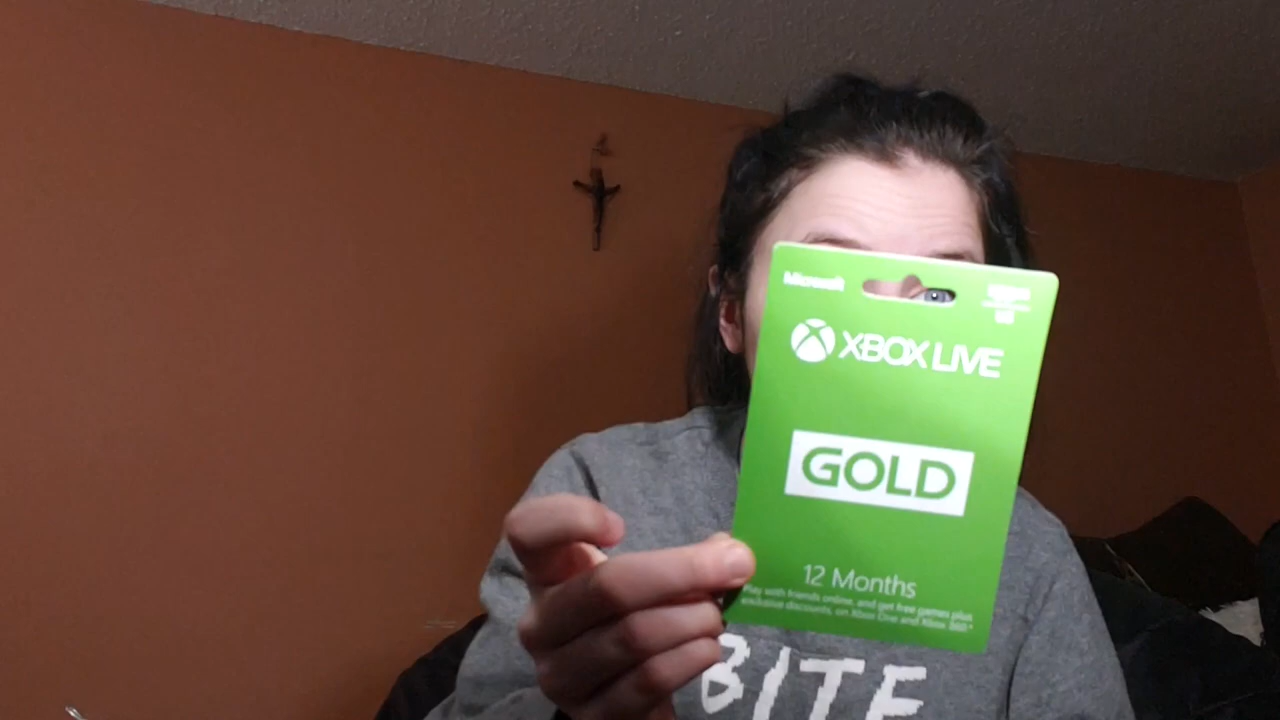 Microsoft
XBOX LIVE
GOLD
12 Months
Play with friends online, and get free games plus
exclusive discounts, on Xbox One and Xbox 360.*
BITE